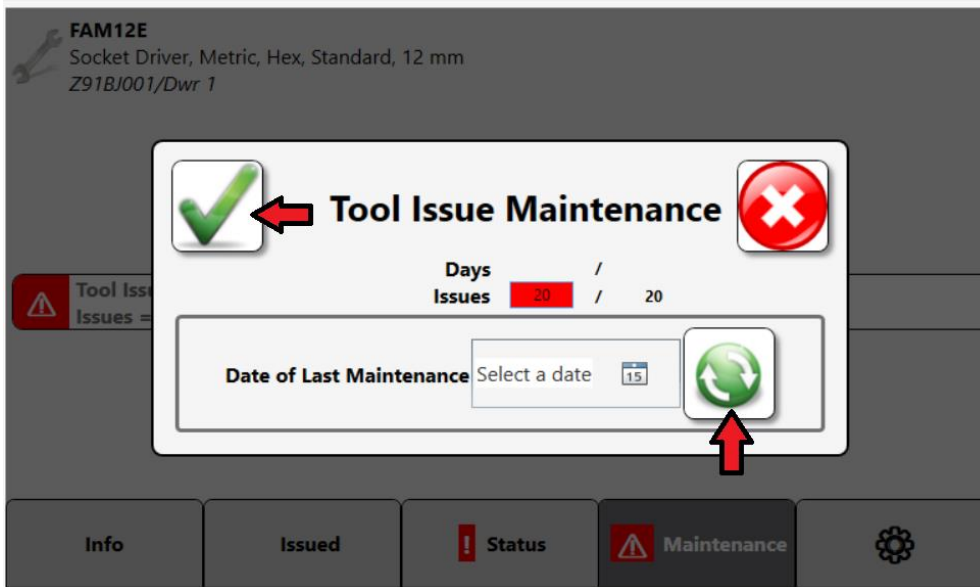 FAM12E
Socket Driver, Metric, Hex, Standard, 12 mm
Z91BJ001/Dwr 1
Tool Issue Maintenance
Days /
Issues 20 / 20
Tool Iss
Issues =
Date of Last Maintenance Select a date 15
Info Issued ! Status Maintenance